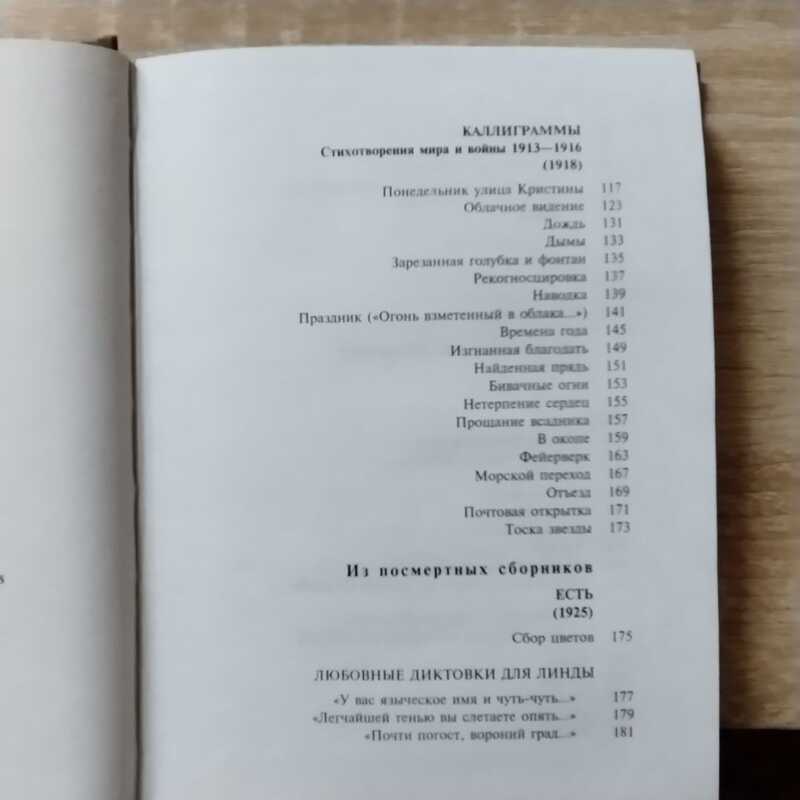 КАЛЛИГРАММЫ
Стихотворения мира и войны 1913—1916
(1918)
Понедельник улица Кристины 117
Облачное видение 123
Дождь 131
Дымы 133
Зарезанная голубка и фонтан 135
Рекогносцировка 137
Наводка 139
Праздник («Огонь взметенный в облака...») 141
Времена года 145
Изгнанная благодать 149
Найденная прядь 151
Бивачные огни 153
Нетерпение сердец 155
Прощание всадника 157
В окопе 159
Фейерверк 163
Морской переход 167
Отъезд 169
Почтовая открытка 171
Тоска звезды 173
Из посмертных сборников
ЕСТЬ
(1925)
Сбор цветов 175
ЛЮБОВНЫЕ ДИКТОВКИ ДЛЯ ЛИНДЫ
«У вас языческое имя и чуть-чуть...» 177
«Легчайшей тенью вы слетаете опять...» 179
«Почти погост, вороний град...» 181